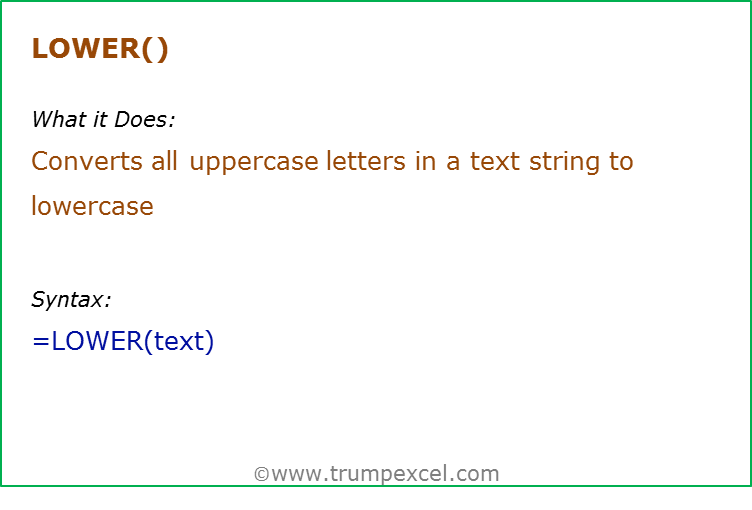 LOWER()
What it Does:
Converts all uppercase letters in a text string to
lowercase
Syntax:
=LOWER(text)
©www.trumpexcel.com